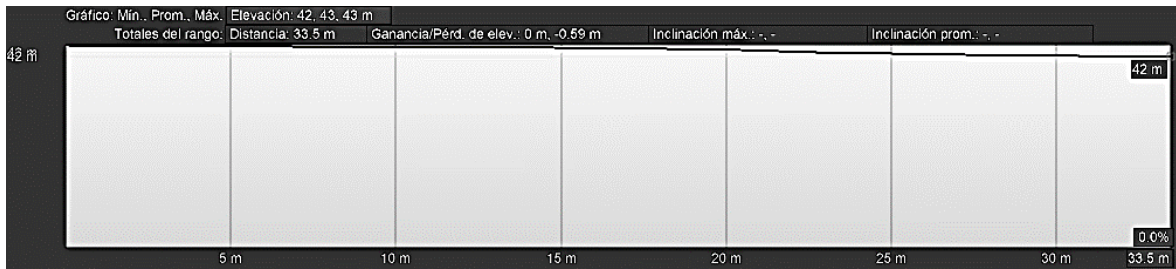 Gráfico: Mín., Prom., Máx. Elevación: 42, 43, 43 m
Totales del rango: Distancia: 33.5 m Ganancia/Pérd. de elev.: 0 m, -0.59 m Inclinación máx.: -, - Inclinación prom.: -, -
42 m
42 m
0.0%
5 m 10 m 15 m 20 m 25 m 30 m 33.5 m